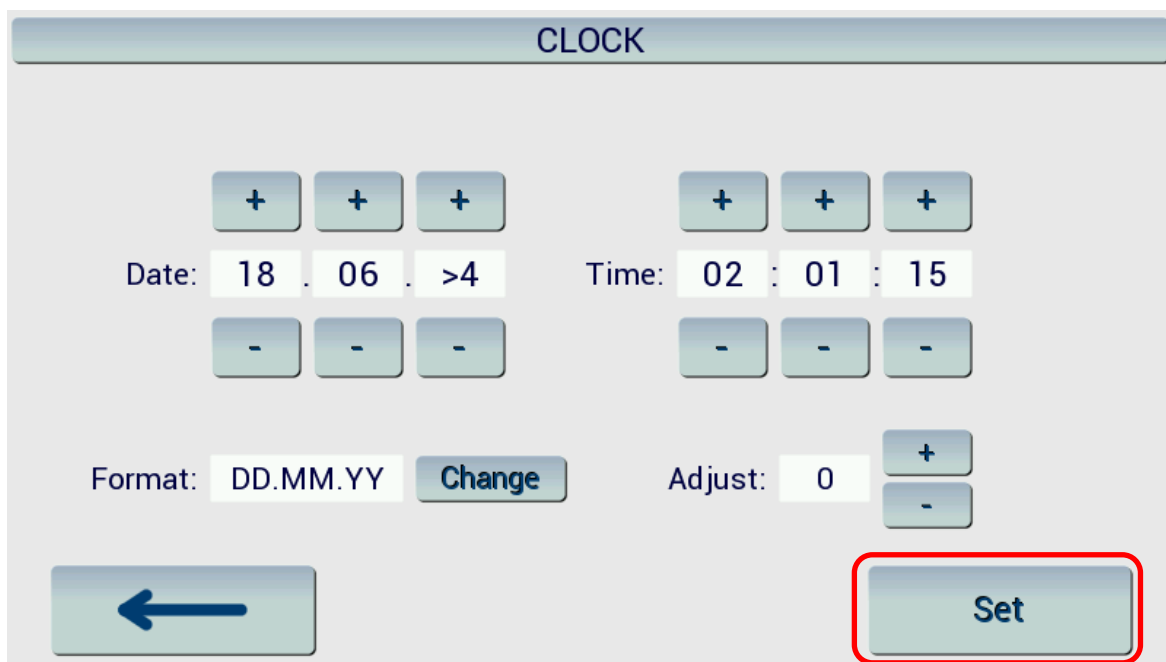 CLOCK
+ + + + + +
Date: 18 . 06 . >4 Time: 02 : 01 : 15
- - - - - -
Format: DD.MM.YY Change Adjust: 0 +
-
Set